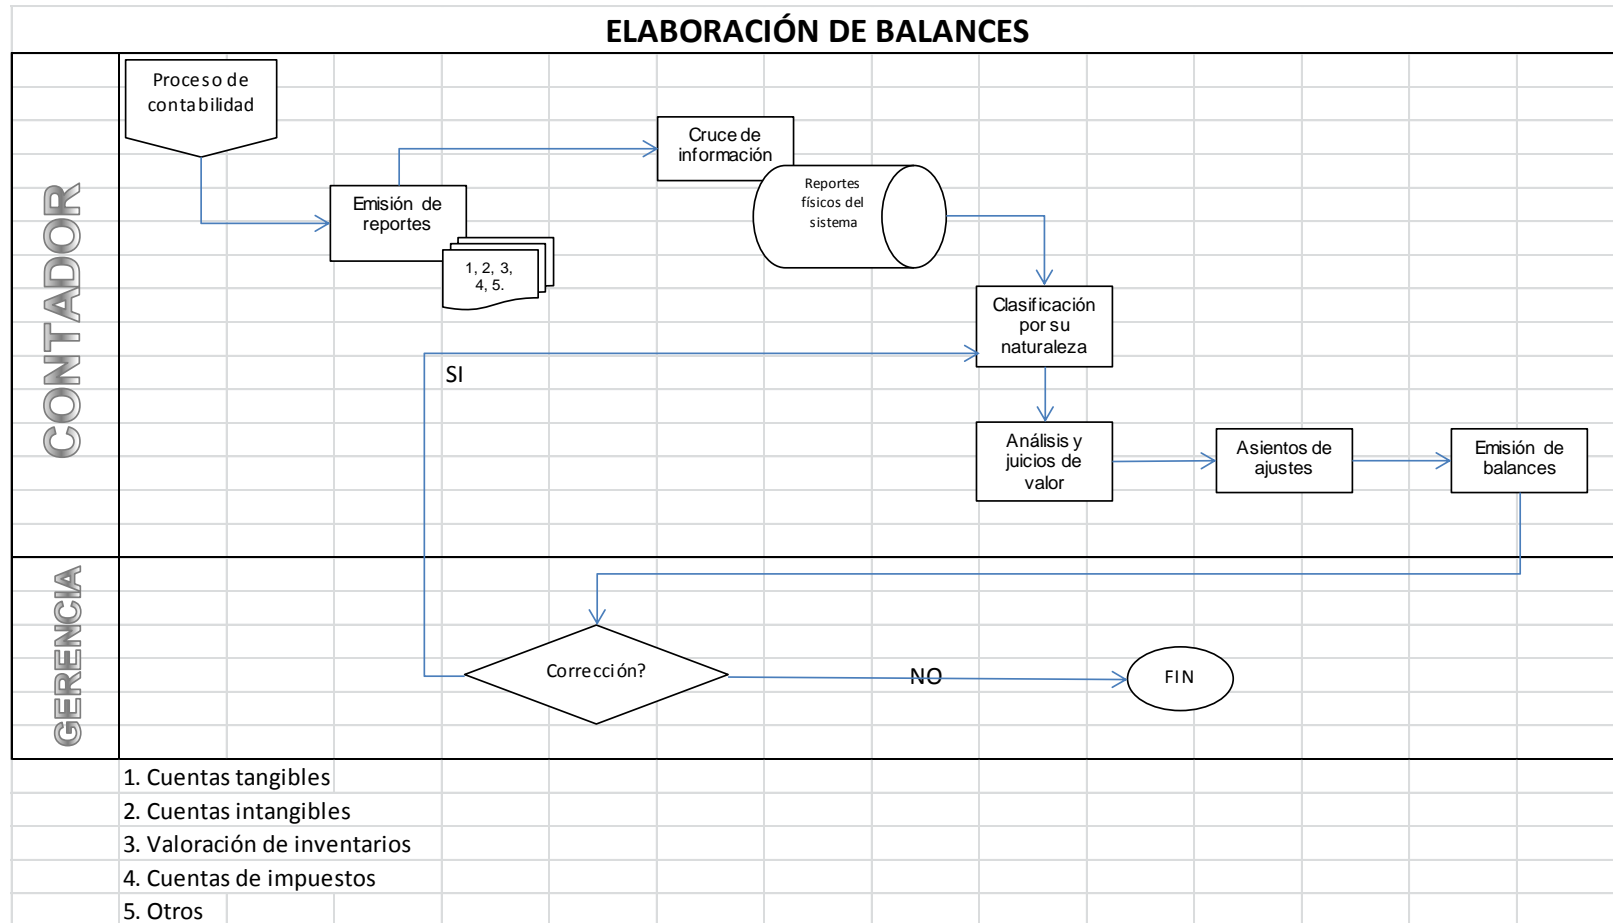 ELABORACIÓN DE BALANCES
CONTADOR
Proceso de
contabilidad
Emisión de
reportes
1, 2, 3,
4, 5.
Cruce de
información
Reportes
físicos del
sistema
Clasificación
por su
naturaleza
SI
Análisis y
juicios de
valor
Asientos de
ajustes
Emisión de
balances
GERENCIA
Corrección?
NO
FIN
1. Cuentas tangibles
2. Cuentas intangibles
3. Valoración de inventarios
4. Cuentas de impuestos
5. Otros